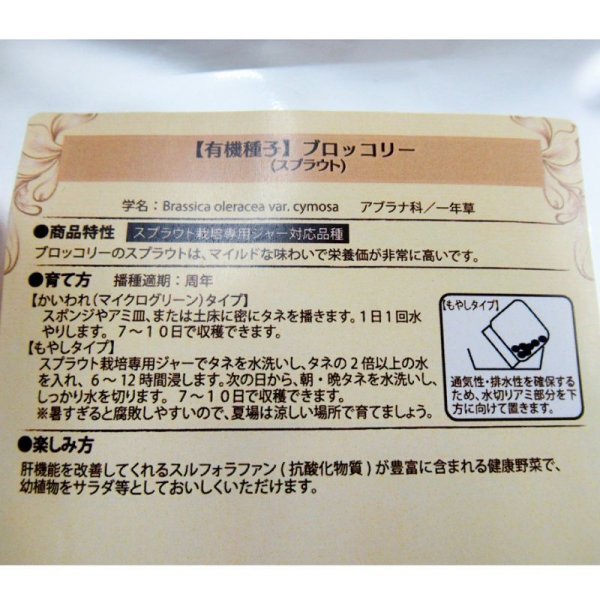 【有機種子】ブロッコリー
(スプラウト)
学名：Brassica oleracea var. cymosa　アブラナ科／一年草
●商品特性　スプラウト栽培専用ジャー対応品種
ブロッコリーのスプラウトは、マイルドな味わいで栄養価が非常に高いです。
●育て方　播種適期：周年
【かいわれ(マイクロググリーン)タイプ】
スポンジやアミ皿、または土床に密にタネを播きます。1日1回水
やりします。 7〜10日で収穫できます。
【もやしタイプ】
スプラウト栽培専用ジャーでタネを水洗いし、タネの2倍以上の水
を入れ、6〜12時間浸します。次の日から、朝・晩タネを水洗いし、
しっかり水を切ります。 7〜10日で収穫できます。
※暑すぎると腐敗しやすいので、夏場は涼しい場所で育てましょう。
【もやしタイプ】
通気性・排水性を確保する
ため、水切りアミ部分を下
方に向けて置きます。
●楽しみ方
肝機能を改善してくれるスルフォラファン(抗酸化物質)が豊富に含まれる健康野菜で、
幼植物をサラダ等としておいしくいただけます。